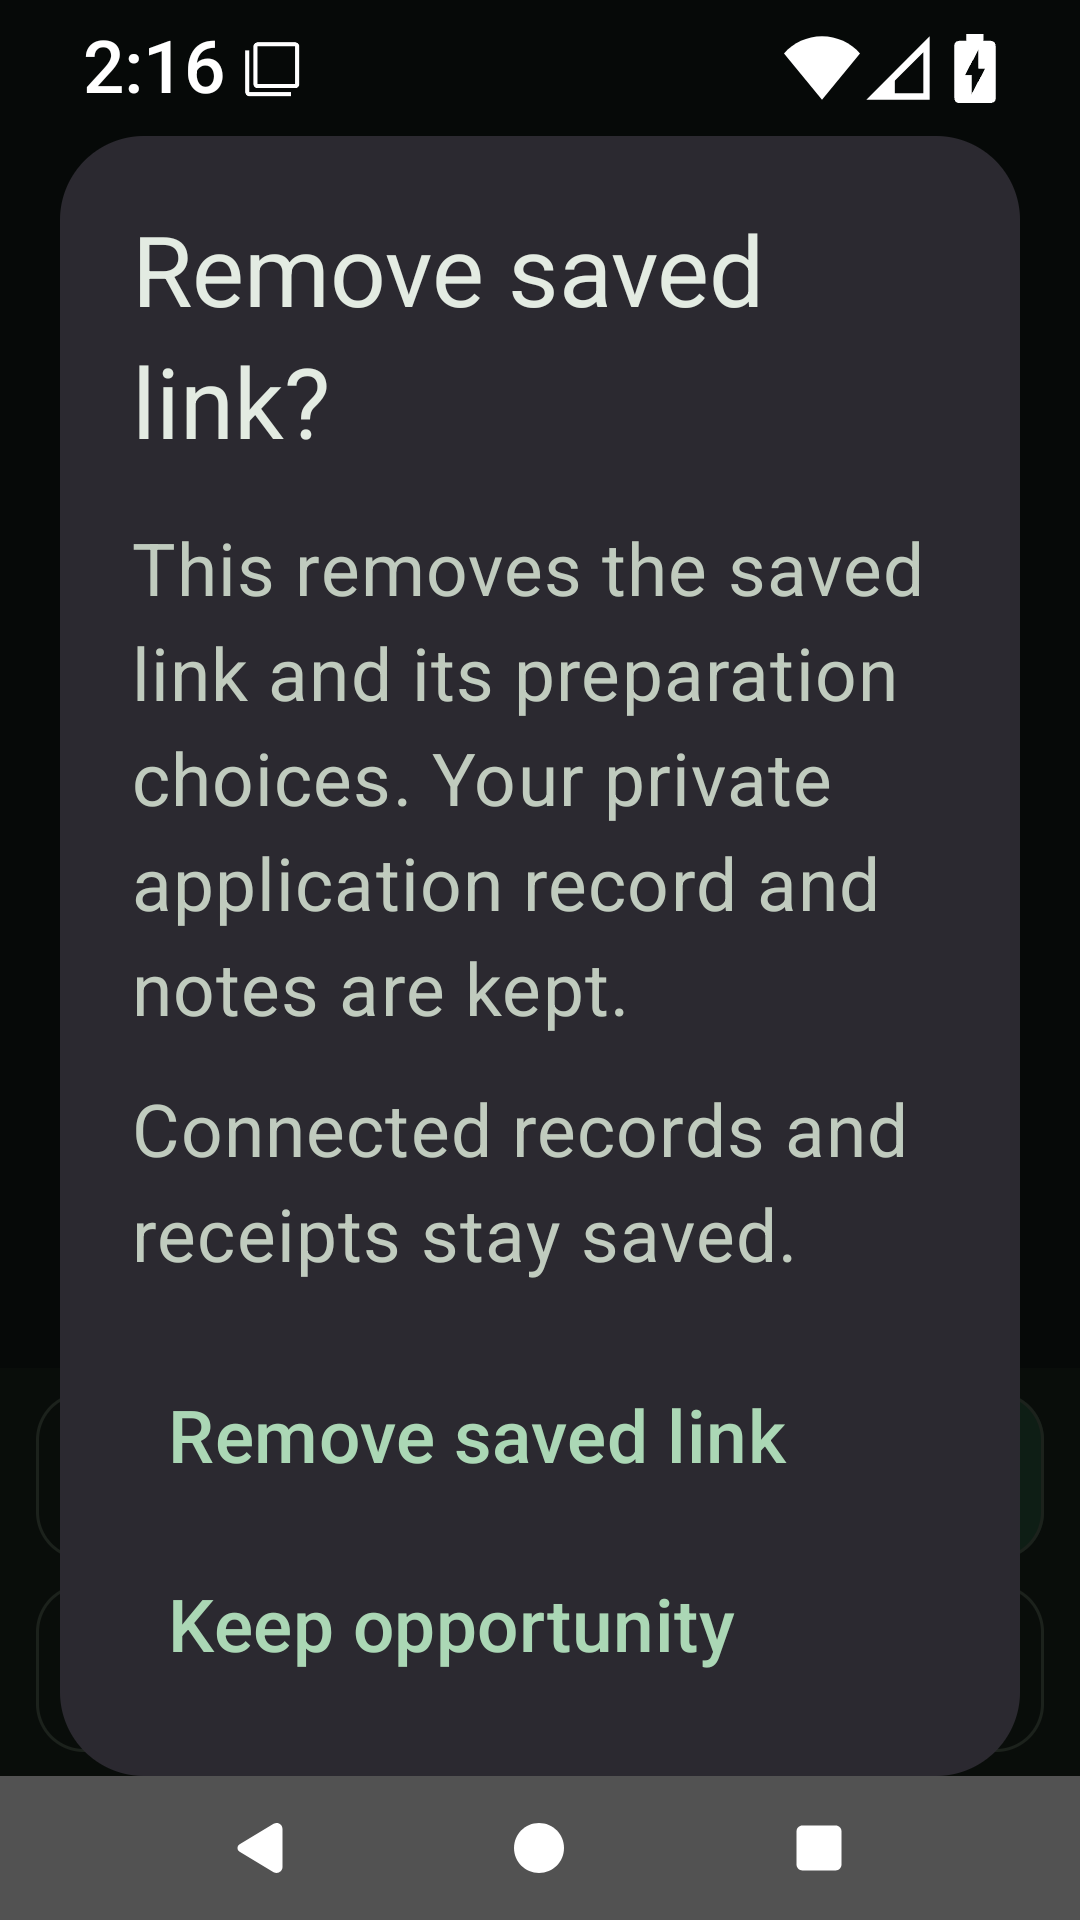 2:16
Remove saved
link?
This removes the saved
link and its preparation
choices. Your private
application record and
notes are kept.
Connected records and
receipts stay saved.
Remove saved link
Keep opportunity